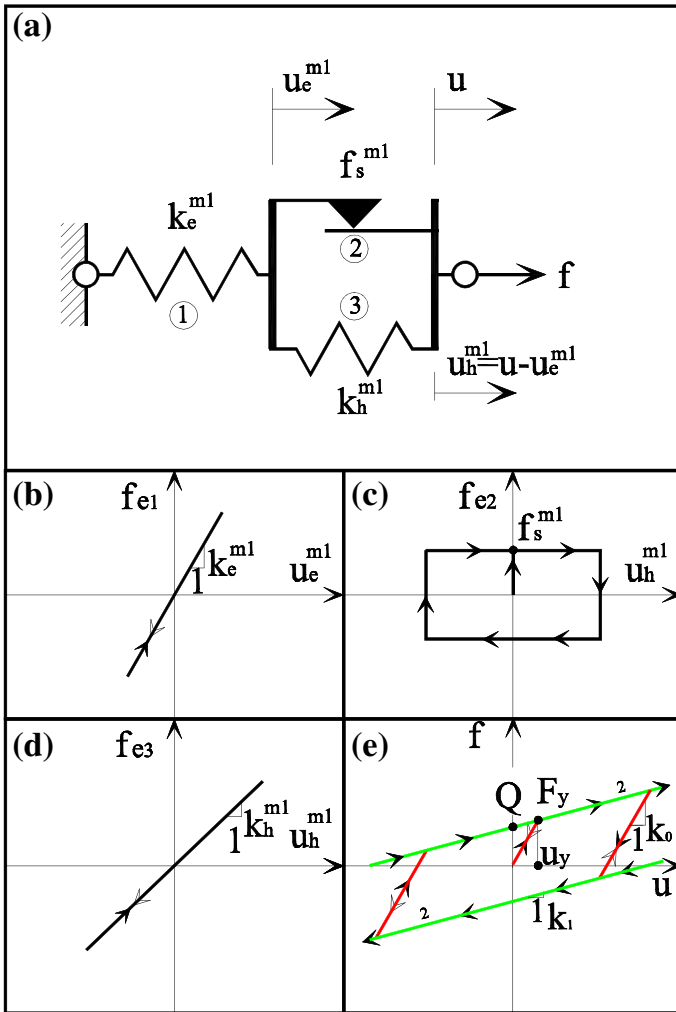 (a)
u_e^m1
u
f_s^m1
k_e^m1
2
1
f
3
u_h^m1=u-u_e^m1
k_h^m1
(b)
f_e1
k_e^m1
1
u_e^m1
(c)
f_e2
f_s^m1
u_h^m1
(d)
f_e3
k_h^m1
1
u_h^m1
(e)
f
2
Q
F_y
1
k_0
u_y
u
2
1
k_1